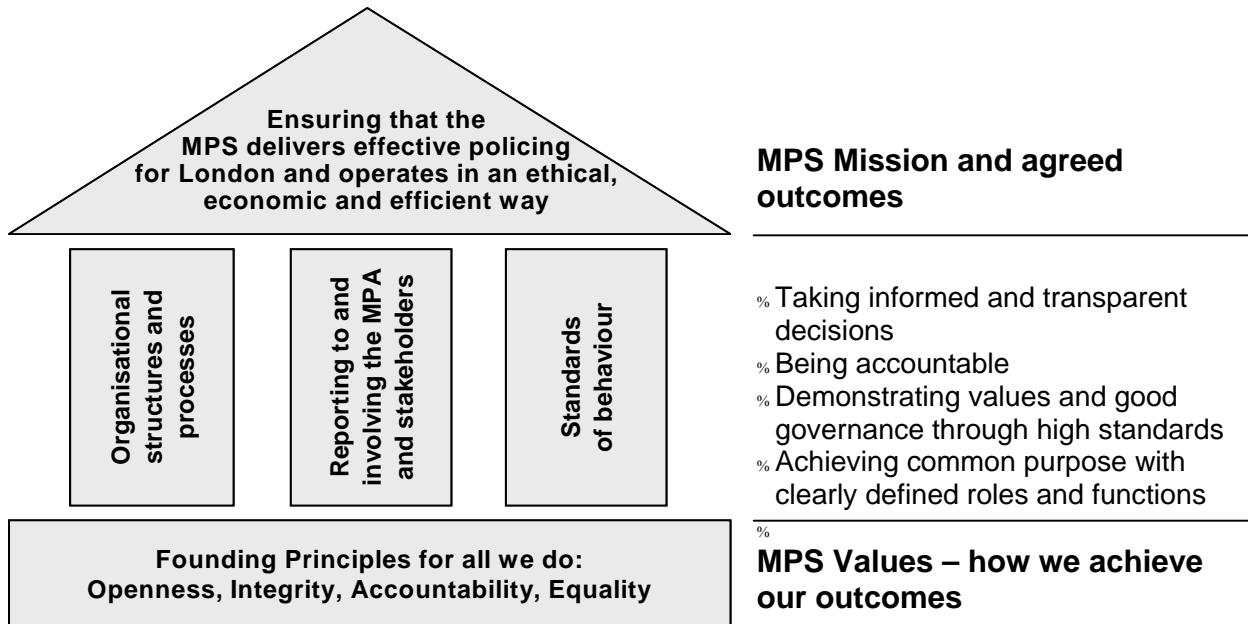 Ensuring that the
MPS delivers effective policing
for London and operates in an ethical,
economic and efficient way
MPS Mission and agreed
outcomes
Organisational
structures and
processes
Reporting to and
involving the MPA
and stakeholders
Standards
of behaviour
% Taking informed and transparent
decisions
% Being accountable
% Demonstrating values and good
governance through high standards
% Achieving common purpose with
clearly defined roles and functions
%
Founding Principles for all we do:
Openness, Integrity, Accountability, Equality
MPS Values – how we achieve
our outcomes